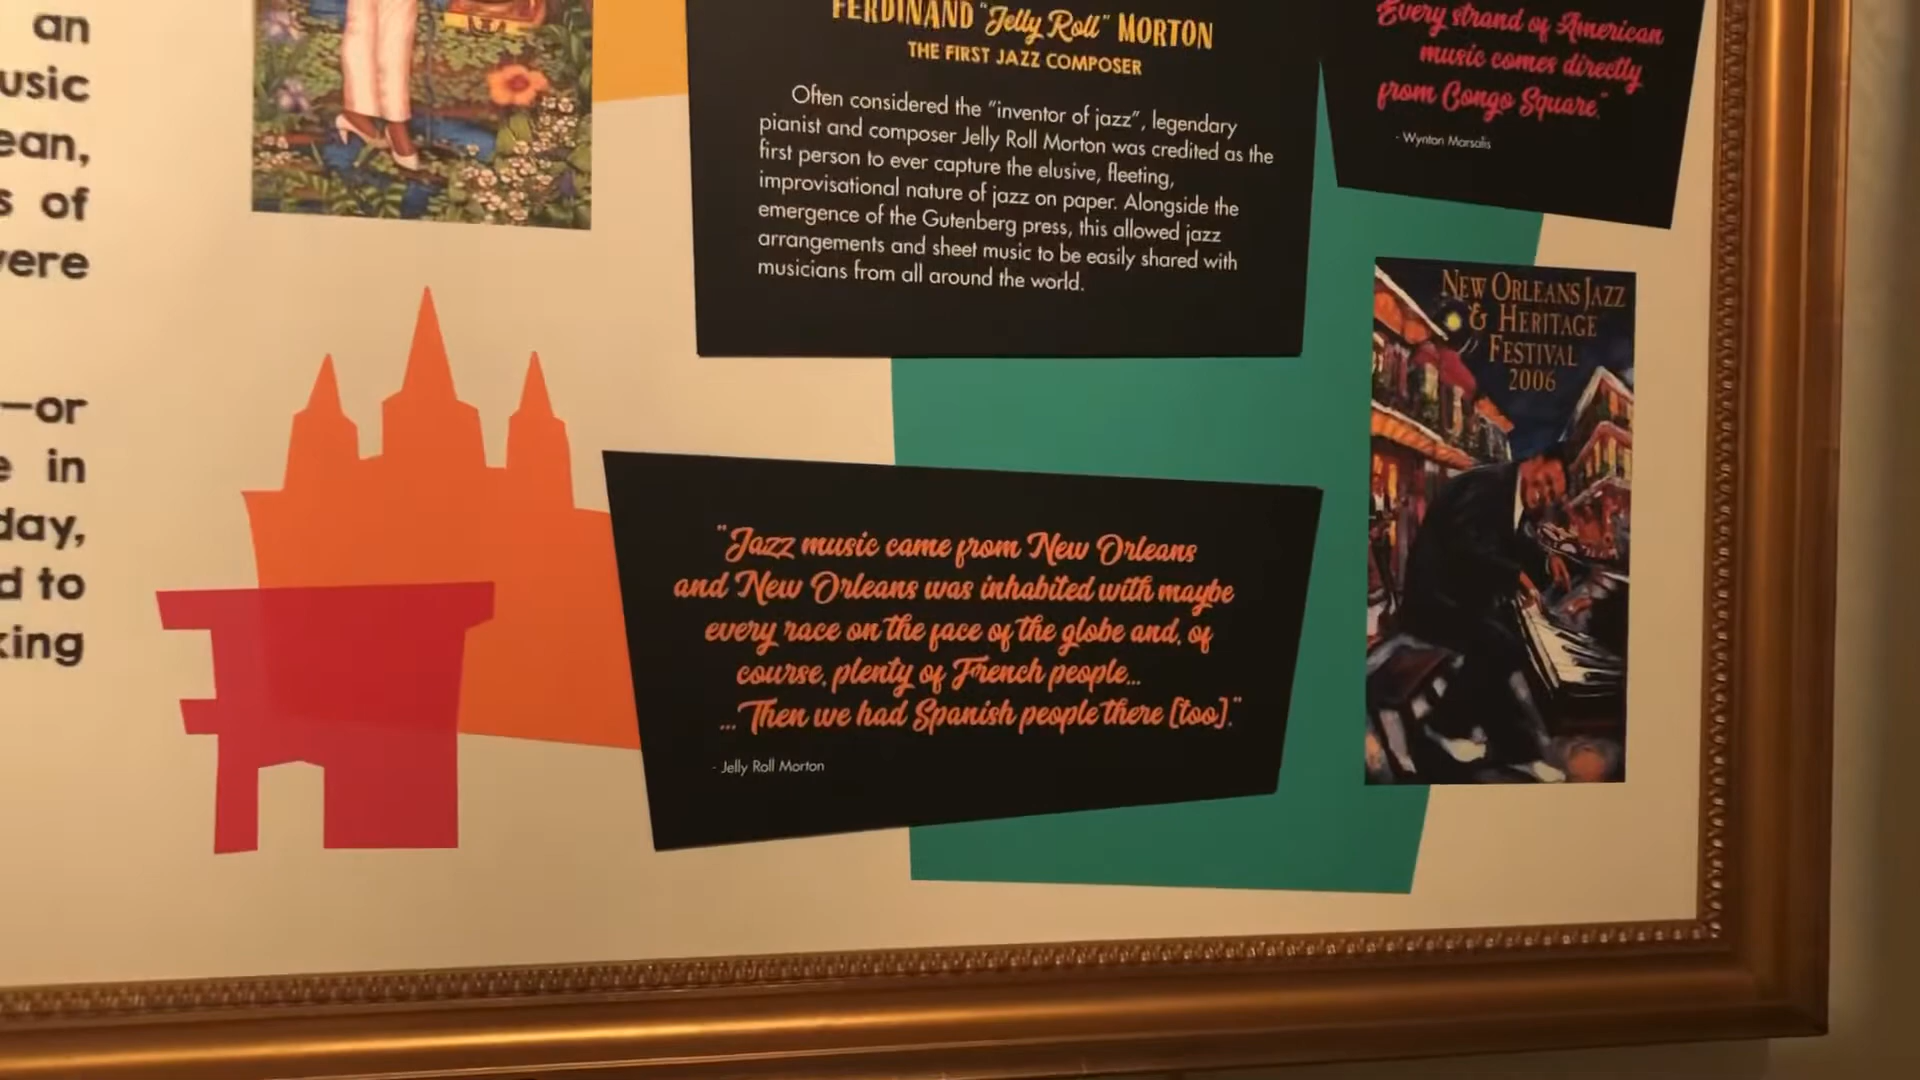 an
usic
ean,
s of
vere
—or
e in
day,
d to
king
FERDINAND "Jelly Roll" MORTON
THE FIRST JAZZ COMPOSER
Often considered the "inventor of jazz", legendary
pianist and composer Jelly Roll Morton was credited as the
first person to ever capture the elusive, fleeting,
improvisational nature of jazz on paper. Alongside the
emergence of the Gutenberg press, this allowed jazz
arrangements and sheet music to be easily shared with
musicians from all around the world.
Every strand of American
music comes directly
from Congo Square."
- Wynton Marsalis
NEW ORLEANS JAZZ
& HERITAGE
FESTIVAL
2006
"Jazz music came from New Orleans
and New Orleans was inhabited with maybe
every race on the face of the globe and, of
course, plenty of French people...
... Then we had Spanish people there [too]."
- Jelly Roll Morton